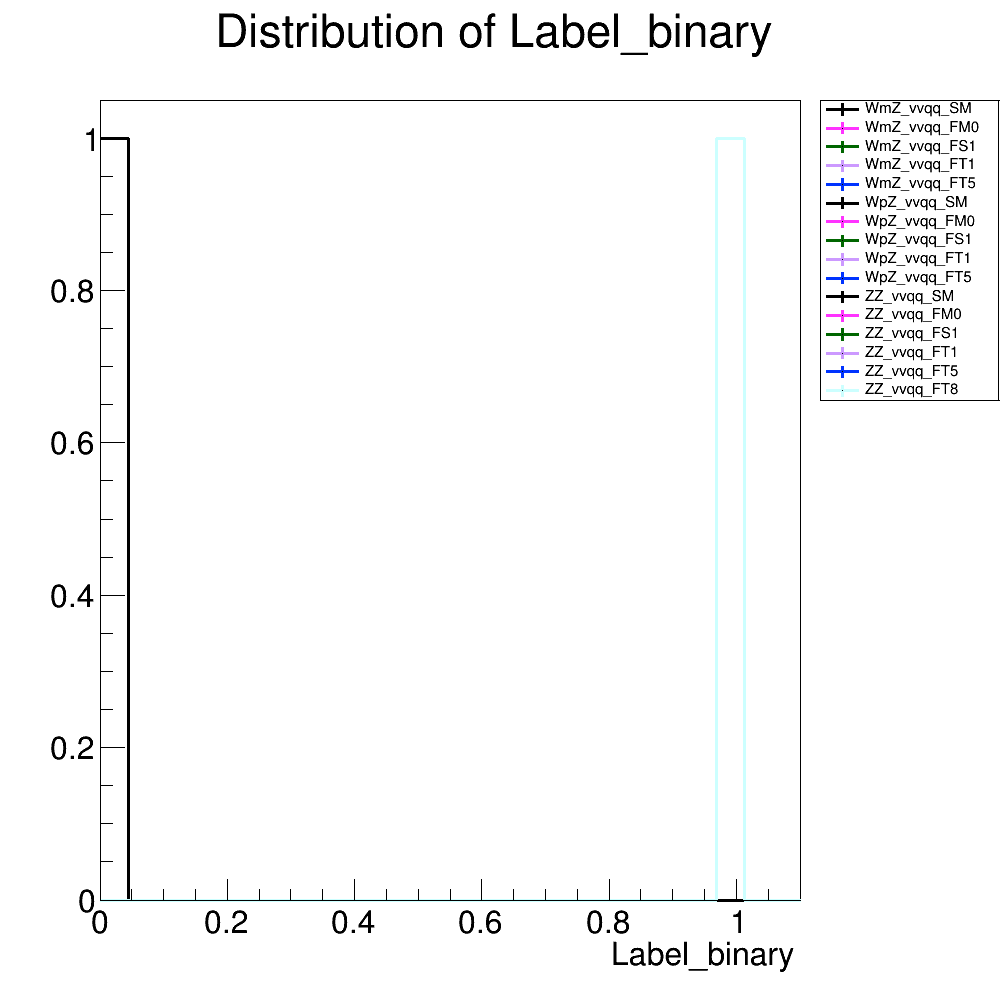 Distribution of Label_binary
WmZ_vvqq_SM
WmZ_vvqq_FM0
WmZ_vvqq_FS1
WmZ_vvqq_FT1
WmZ_vvqq_FT5
WpZ_vvqq_SM
WpZ_vvqq_FM0
WpZ_vvqq_FS1
WpZ_vvqq_FT1
WpZ_vvqq_FT5
ZZ_vvqq_SM
ZZ_vvqq_FM0
ZZ_vvqq_FS1
ZZ_vvqq_FT1
ZZ_vvqq_FT5
ZZ_vvqq_FT8
1
0.8
0.6
0.4
0.2
0
0 0.2 0.4 0.6 0.8 1
Label_binary